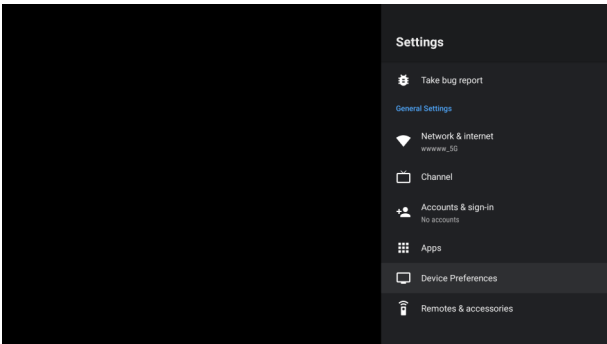 Settings
Take bug report
General Settings
Network & internet
wwwww_5G
Channel
Accounts & sign-in
No accounts
Apps
Device Preferences
Remotes & accessories